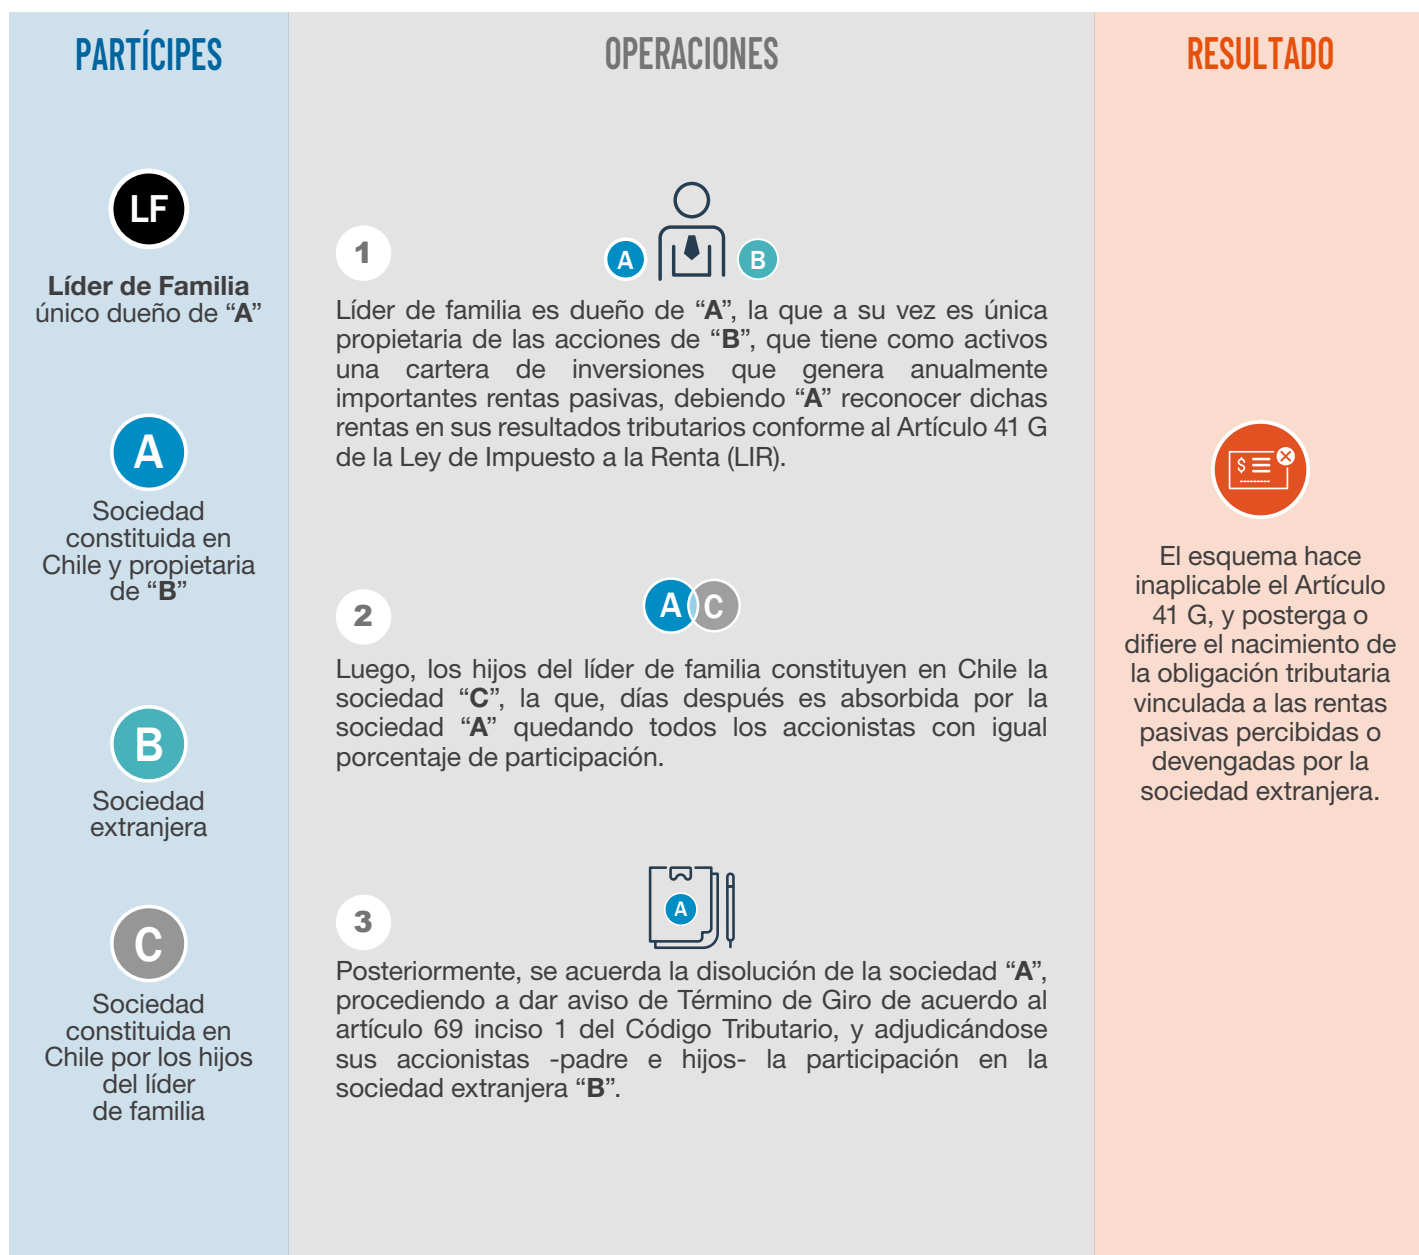 PARTÍCIPES
LF
Líder de Familia
único dueño de “A”
A
Sociedad
constituida en
Chile y propietaria
de “B”
B
Sociedad
extranjera
C
Sociedad
constituida en
Chile por los hijos
del líder
de familia
OPERACIONES
1
A
B
Líder de familia es dueño de “A”, la que a su vez es única
propietaria de las acciones de “B”, que tiene como activos
una cartera de inversiones que genera anualmente
importantes rentas pasivas, debiendo “A” reconocer dichas
rentas en sus resultados tributarios conforme al Artículo 41 G
de la Ley de Impuesto a la Renta (LIR).
2
A C
Luego, los hijos del líder de familia constituyen en Chile la
sociedad “C”, la que, días después es absorbida por la
sociedad “A” quedando todos los accionistas con igual
porcentaje de participación.
3
A
Posteriormente, se acuerda la disolución de la sociedad “A”,
procediendo a dar aviso de Término de Giro de acuerdo al
artículo 69 inciso 1 del Código Tributario, y adjudicándose
sus accionistas -padre e hijos- la participación en la
sociedad extranjera “B”.
RESULTADO
$
El esquema hace
inaplicable el Artículo
41 G, y posterga o
difiere el nacimiento de
la obligación tributaria
vinculada a las rentas
pasivas percibidas o
devengadas por la
sociedad extranjera.